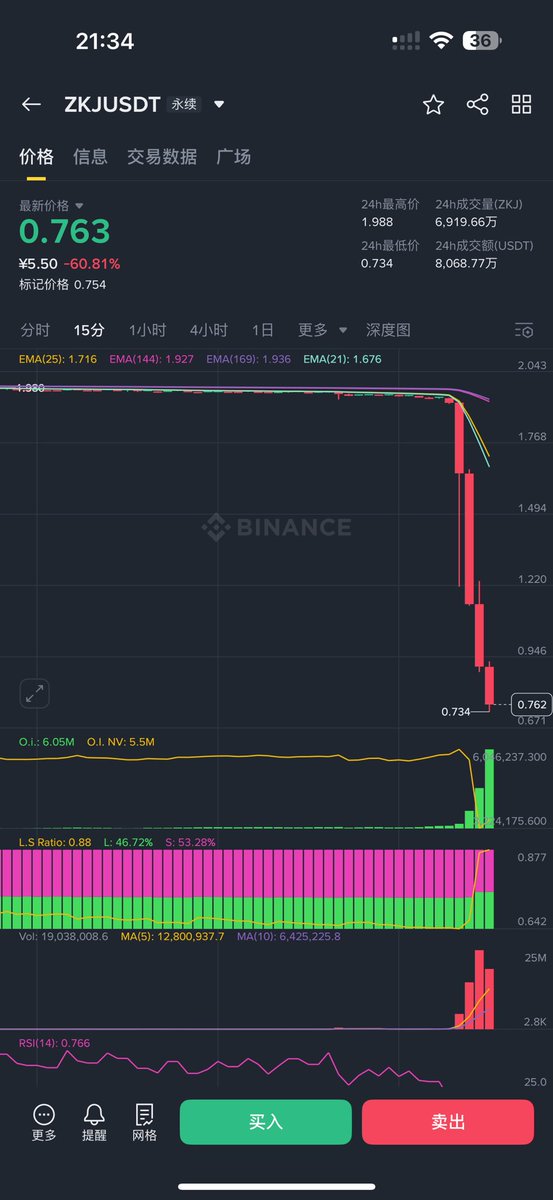 21:34
36
ZKJUSDT 永续
价格 信息 交易数据 广场
最新价格
0.763
¥5.50 -60.81%
标记价格 0.754
24h最高价 24h成交量(ZKJ)
1.988 6,919.66万
24h最低价 24h成交额(USDT)
0.734 8,068.77万
分时 15分 1小时 4小时 1日 更多 深度图
EMA(25): 1.716 EMA(144): 1.927 EMA(169): 1.936 EMA(21): 1.676
2.043
1.980
1.768
1.494
BINANCE
1.220
0.946
0.762
0.734
0.671
O.i.: 6.05M O.I. NV: 5.5M
L.S Ratio: 0.88 L: 46.72% S: 53.28%
0.877
0.642
Vol: 19,038,008.6 MA(5): 12,800,937.7 MA(10): 6,425,225.8
25M
2.8K
RSI(14): 0.766
25.0
更多 提醒 网格 买入 卖出